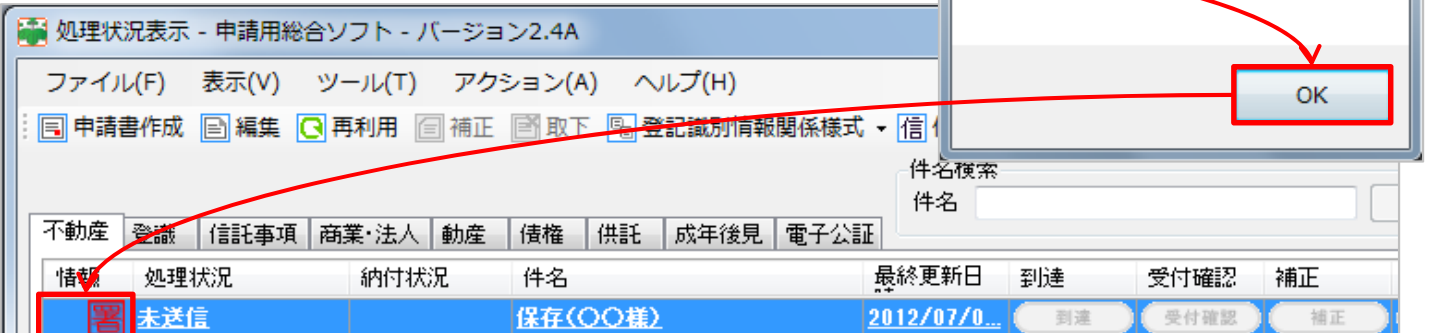 処理状況表示 - 申請用総合ソフト - バージョン2.4A
ファイル(F) 表示(V) ツール(T) アクション(A) ヘルプ(H)
OK
申請書作成 編集 再利用 補正 取下 登記識別情報関係様式 信
件名検索
件名
不動産 登識 信託事項 商業・法人 動産 債権 供託 成年後見 電子公証
情報 処理状況 納付状況 件名 最終更新日 到達 受付確認 補正
署 未送信 保存(〇〇様) 2012/07/0... 到達 受付確認 補正